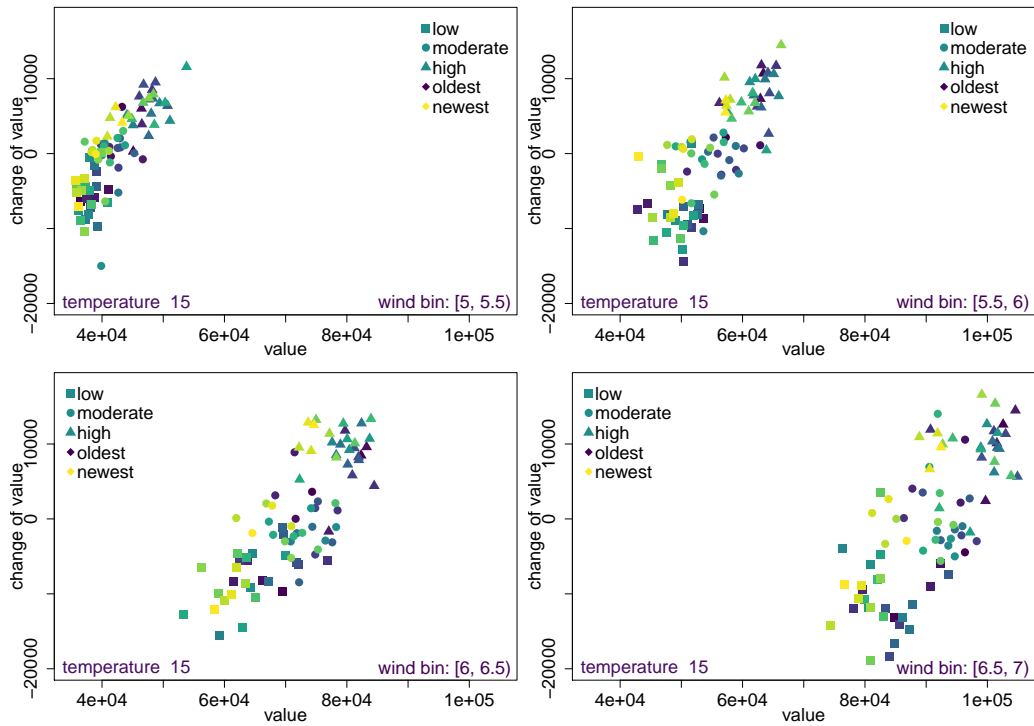 low
moderate
high
oldest
newest
change of value
10000
0
−20000
temperature 15
wind bin: [5, 5.5)
4e+04
6e+04
8e+04
1e+05
value
low
moderate
high
oldest
newest
change of value
10000
0
−20000
temperature 15
wind bin: [5.5, 6)
4e+04
6e+04
8e+04
1e+05
value
low
moderate
high
oldest
newest
change of value
10000
0
−20000
temperature 15
wind bin: [6, 6.5)
4e+04
6e+04
8e+04
1e+05
value
low
moderate
high
oldest
newest
change of value
10000
0
−20000
temperature 15
wind bin: [6.5, 7)
4e+04
6e+04
8e+04
1e+05
value